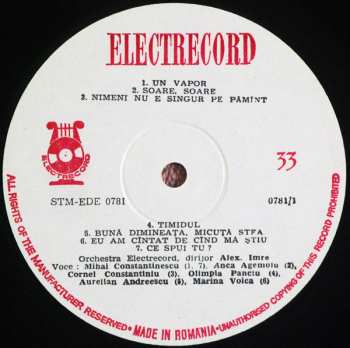 ELECTRECORD
1. UN VAPOR
2. SOARE, SOARE
3. NIMENI NU E SINGUR PE PĂMÎNT
ELECTRECORD
33
STM-EDE 0781
0781/1
4. TIMIDUL
5. BUNĂ DIMINEAȚA, MICUȚA STEA
6. EU AM CÎNTAT DE CÎND MĂ ȘTIU
7. CE SPUI TU?
Orchestra Electrecord, dirijor Alex. Imre
Voce : Mihai Constantinescu (1, 7), Anca Agemolu (2),
Cornel Constantiniu (3), Olimpia Panciu (4),
Aurelian Andreescu (5), Marina Voica (6)
ALL RIGHTS OF THE MANUFACTURER RESERVED • MADE IN ROMANIA • UNAUTHORISED COPYING OF THIS RECORD PROHIBITED